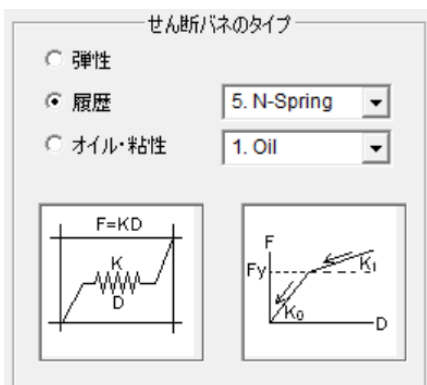 せん断バネのタイプ
弾性
履歴
5. N-Spring
オイル・粘性
1. Oil
F=KD
K
D
F
Fy
K1
K0
D